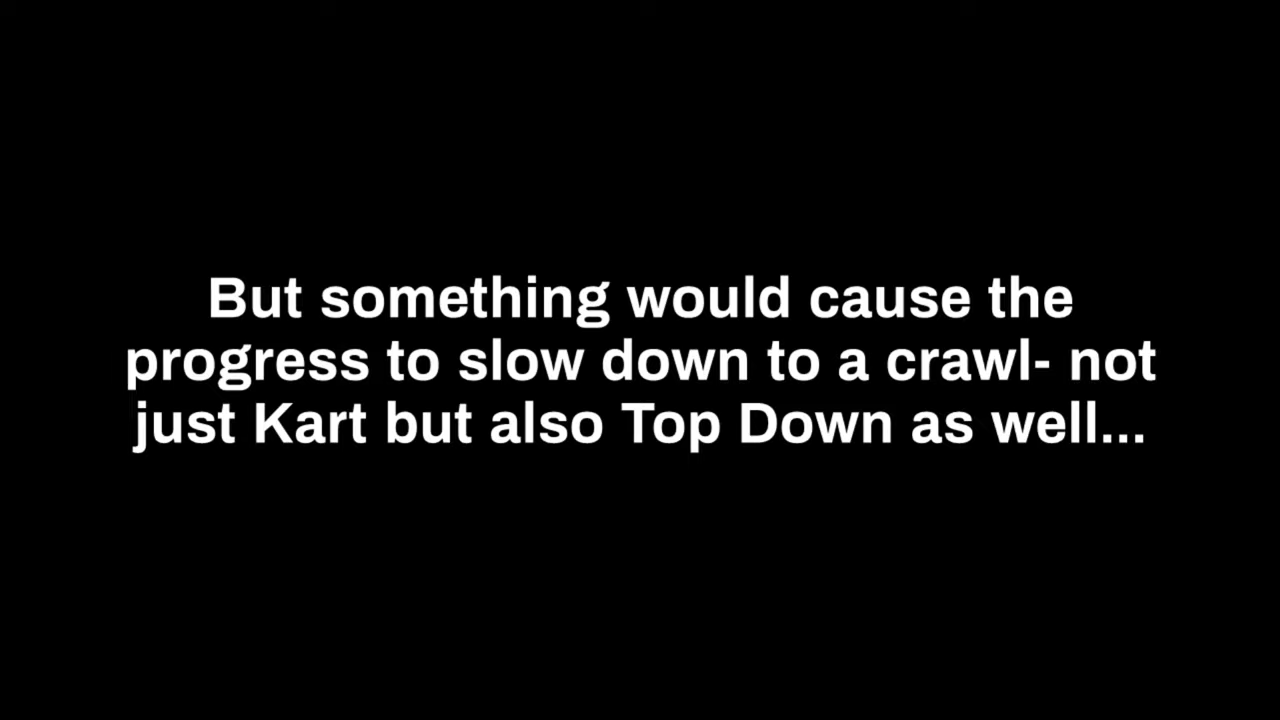 But something would cause the
progress to slow down to a crawl- not
just Kart but also Top Down as well...